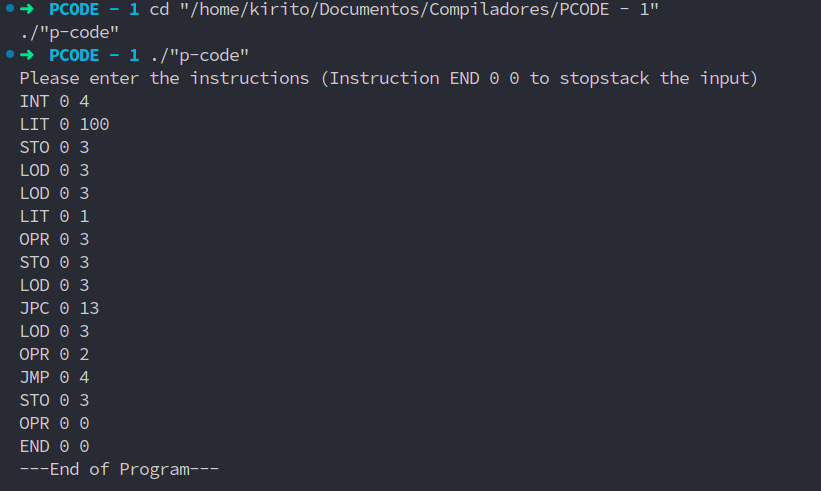 ➜ PCODE - 1 cd "/home/kirito/Documentos/Compiladores/PCODE - 1"
./"p-code"
➜ PCODE - 1 ./"p-code"
Please enter the instructions (Instruction END 0 0 to stopstack the input)
INT 0 4
LIT 0 100
STO 0 3
LOD 0 3
LOD 0 3
LIT 0 1
OPR 0 3
STO 0 3
LOD 0 3
JPC 0 13
LOD 0 3
OPR 0 2
JMP 0 4
STO 0 3
OPR 0 0
END 0 0
---End of Program---